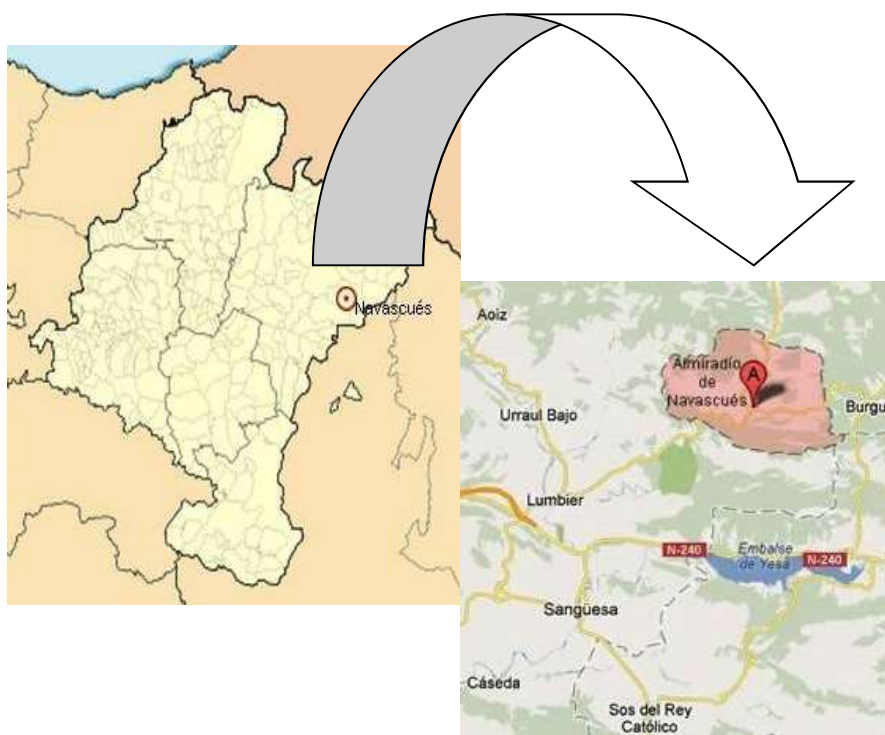 Navascués
Aoiz
Almiradío
de
Navascués
A
Urraul Bajo
Burgu
Lumbier
N-240
Embalse
de Yesa
N-240
Sangüesa
Cáseda
Sos del Rey
Católico